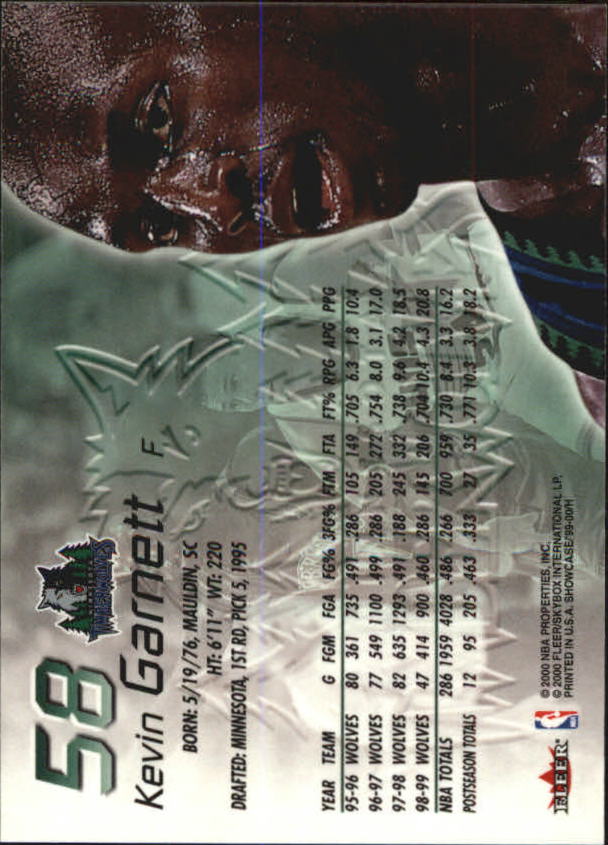 58
TIMBERWOLVES
Kevin Garnett F
BORN: 5/19/76, MAULDIN, SC
HT: 6'11" WT: 220
DRAFTED: MINNESOTA, 1ST RD, PICK 5, 1995
YEAR TEAM G FGM FGA FG% 3FG% FTM FTA FT% RPG APG PPG
95-96 WOLVES 80 361 735 .491 .286 105 149 .705 6.3 1.8 10.4
96-97 WOLVES 77 549 1100 .499 .286 205 272 .754 8.0 3.1 17.0
97-98 WOLVES 82 635 1293 .491 .188 245 332 .738 9.6 4.2 18.5
98-99 WOLVES 47 414 900 .460 .286 145 206 .704 10.4 4.3 20.8
NBA TOTALS 286 1959 4028 .486 .266 700 959 .730 8.4 3.3 16.2
POSTSEASON TOTALS 12 95 205 .463 .333 27 35 .771 10.3 3.8 18.2
FLEER
© 2000 NBA PROPERTIES, INC.
© 2000 FLEER/SKYBOX INTERNATIONAL LP.
PRINTED IN U.S.A. SHOWCASE/'99-00/H